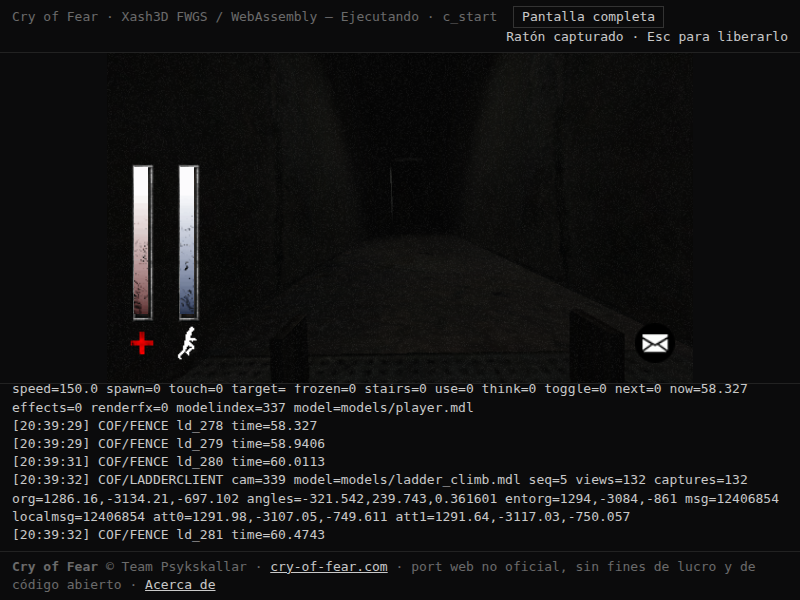 Cry of Fear · Xash3D FWGS / WebAssembly — Ejecutando · c_start Pantalla completa
Ratón capturado · Esc para liberarlo
speed=150.0 spawn=0 touch=0 target= frozen=0 stairs=0 use=0 think=0 toggle=0 next=0 now=58.327
effects=0 renderfx=0 modelindex=337 model=models/player.mdl
[20:39:29] COF/FENCE ld_278 time=58.327
[20:39:29] COF/FENCE ld_279 time=58.9406
[20:39:31] COF/FENCE ld_280 time=60.0113
[20:39:32] COF/LADDERCLIENT cam=339 model=models/ladder_climb.mdl seq=5 views=132 captures=132
org=1286.16,-3134.21,-697.102 angles=-321.542,239.743,0.361601 entorg=1294,-3084,-861 msg=12406854
localmsg=12406854 att0=1291.98,-3107.05,-749.611 att1=1291.64,-3117.03,-750.057
[20:39:32] COF/FENCE ld_281 time=60.4743
Cry of Fear © Team Psykskallar · cry-of-fear.com · port web no oficial, sin fines de lucro y de
código abierto · Acerca de